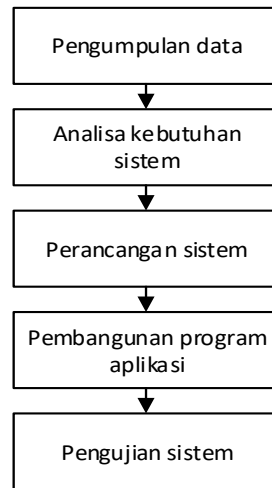 Pengumpulan data
Analisa kebutuhan
sistem
Perancangan sistem
Pembangunan program
aplikasi
Pengujian sistem